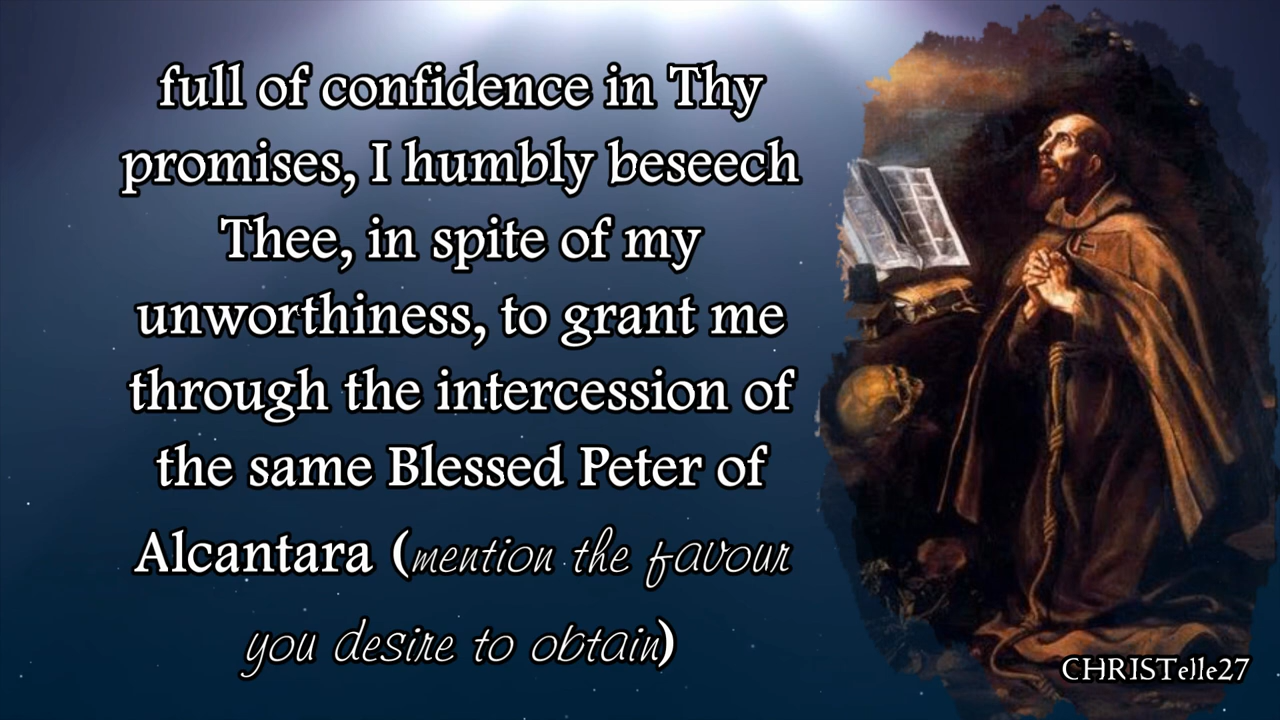 full of confidence in Thy
promises, I humbly beseech
Thee, in spite of my
unworthiness, to grant me
through the intercession of
the same Blessed Peter of
Alcantara (mention the favour
you desire to obtain)
CHRISTelle27